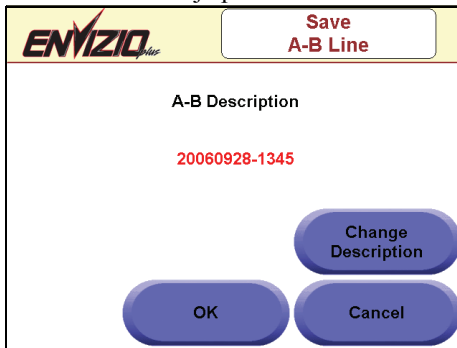 ENVIZIO plus
Save
A-B Line
A-B Description
20060928-1345
Change
Description
OK
Cancel